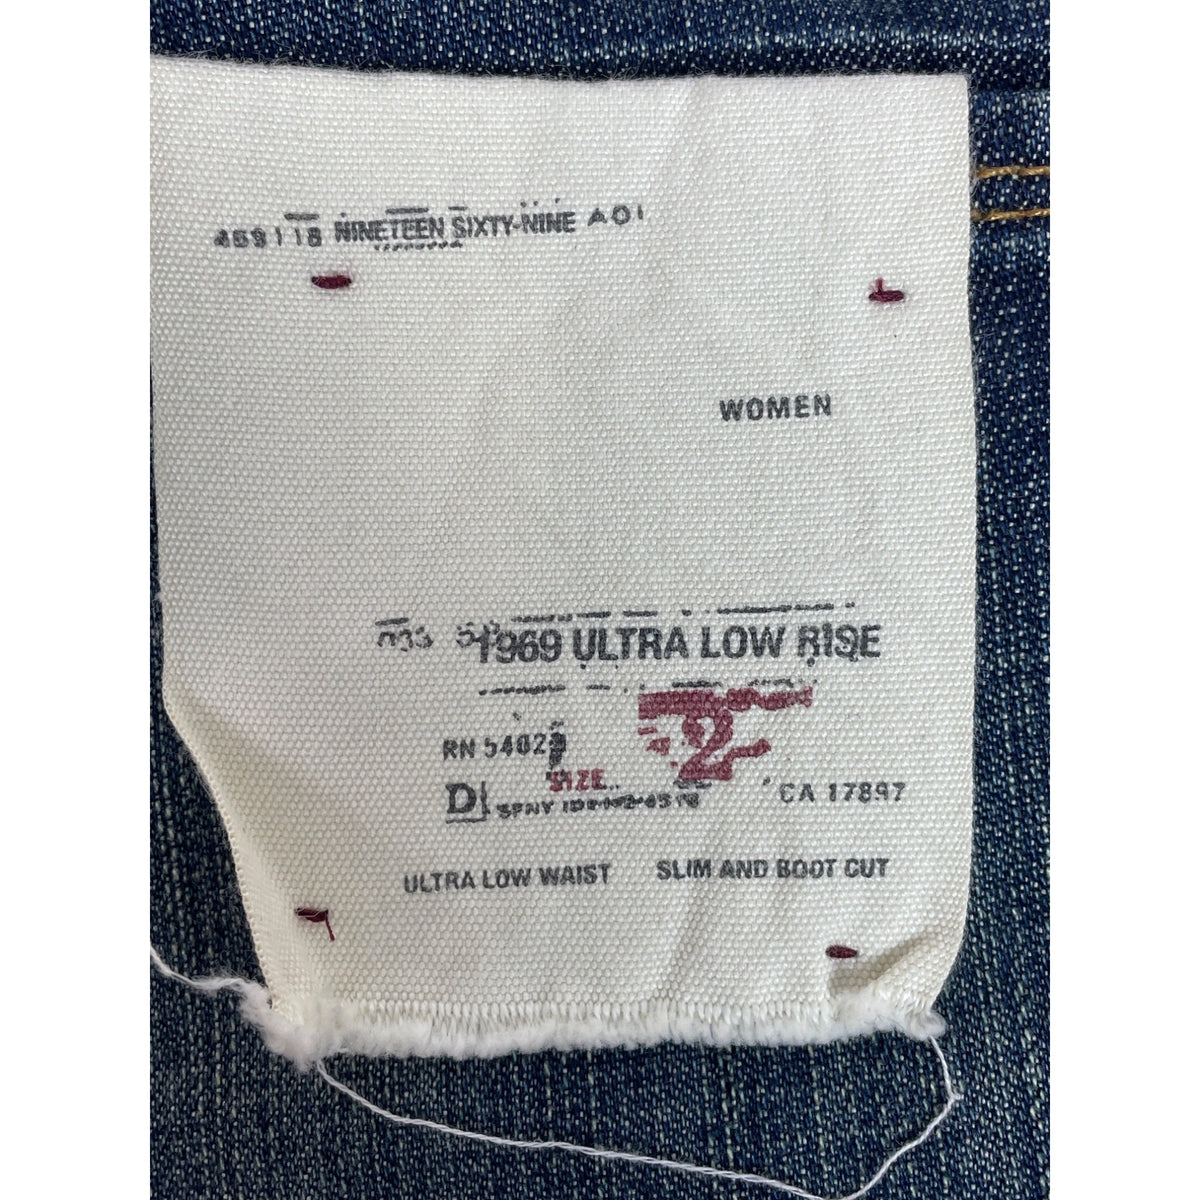 NINETEEN SIXTY-NINE A01
WOMEN
1969 ULTRA LOW RISE
2
RN
SIZE
CA 17897
ULTRA LOW WAIST SLIM AND BOOT CUT